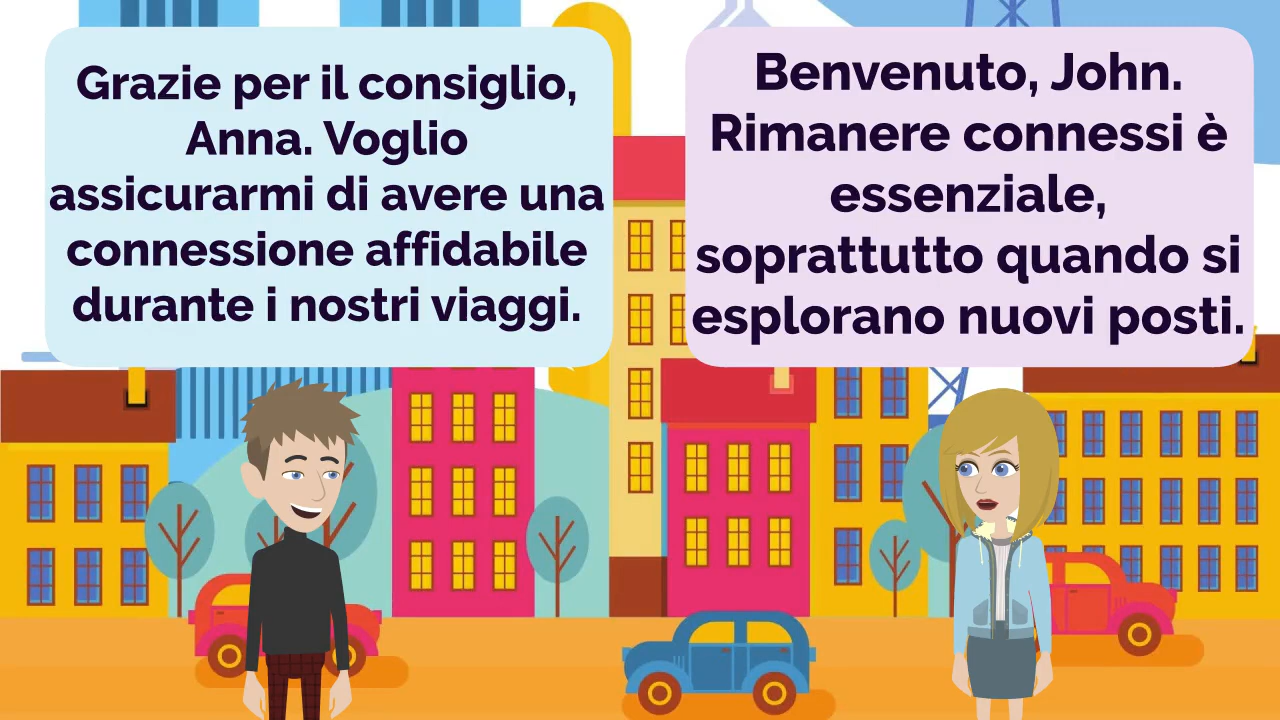 Grazie per il consiglio,
Anna. Voglio
assicurarmi di avere una
connessione affidabile
durante i nostri viaggi.
Benvenuto, John.
Rimanere connessi è
essenziale,
soprattutto quando si
esplorano nuovi posti.